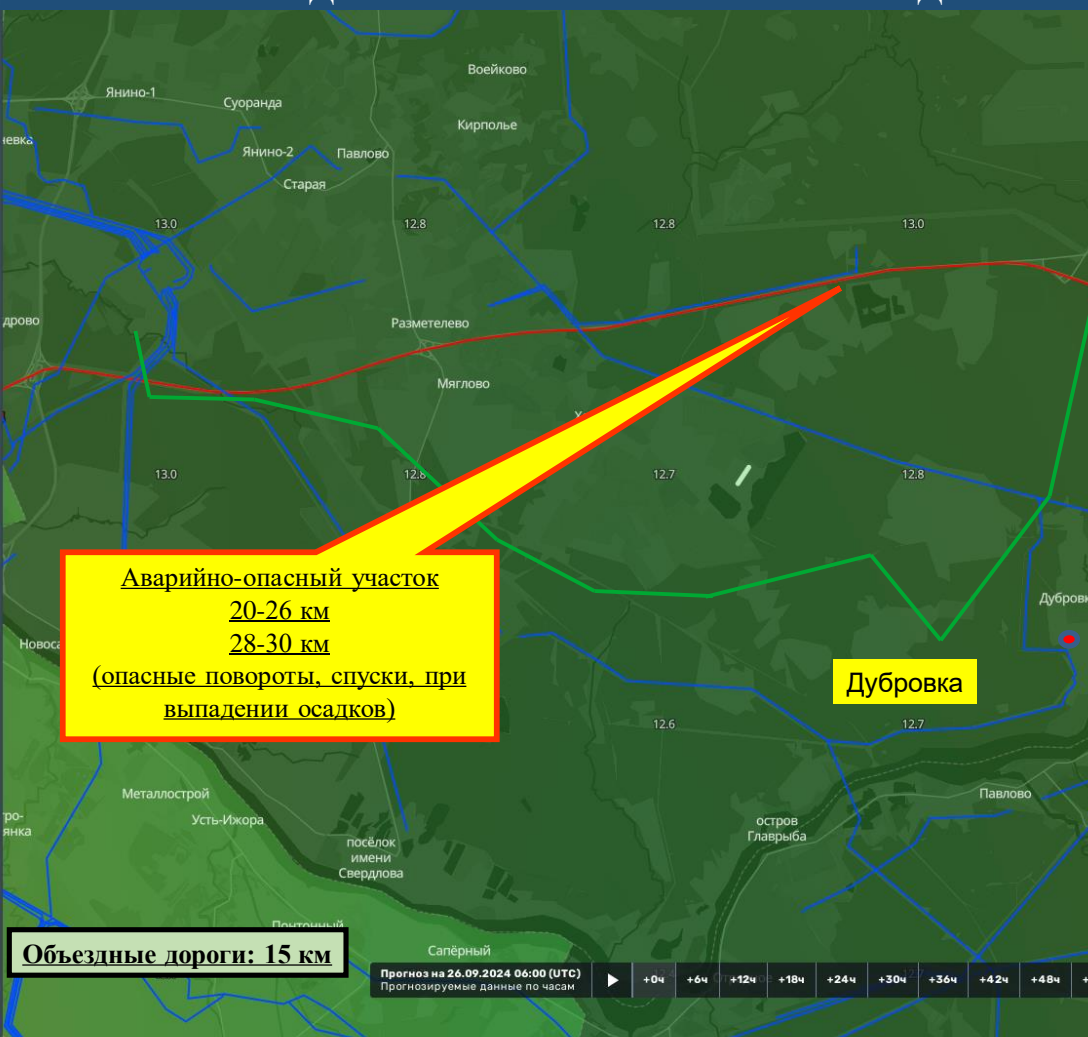 Воейково
Янино-1
Суоранда
Кирполье
невка
Янино-2
Павлово
Старая
13.0
12.8
12.8
13.0
дрово
Разметелево
Мяглово
13.0
12.8
12.7
12.8
Аварийно-опасный участок
20-26 км
28-30 км
(опасные повороты, спуски, при
выпадении осадков)
Дубровк
Новоса
Дубровка
12.6
12.7
Металлострой
Усть-Ижора
Павлово
остров
Главрыба
ро-
янка
посёлок
имени
Свердлова
Понтонный
Объездные дороги: 15 км
Сапёрный
Прогноз на 26.09.2024 06:00 (UTC)
Прогнозируемые данные по часам
+0ч +6ч +12ч +18ч +24ч +30ч +36ч +42ч +48ч